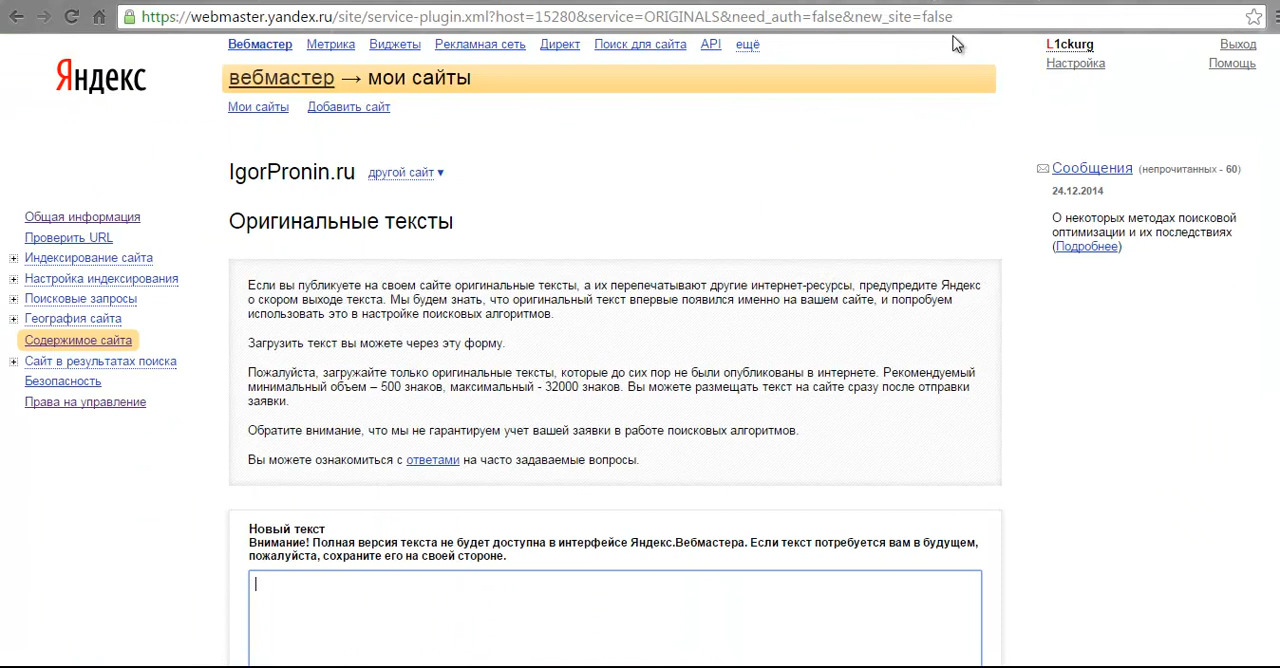 https://webmaster.yandex.ru/site/service-plugin.xml?host=15280&service=ORIGINALS&need_auth=false&new_site=false
Вебмастер Метрика Виджеты Рекламная сеть Директ Поиск для сайта API ещё
L1ckurg Выход
Настройка Помощь
Яндекс
вебмастер → мои сайты
Мои сайты Добавить сайт
IgorPronin.ru другой сайт ▼
Сообщения (непрочитанных - 60)
24.12.2014
О некоторых методах поисковой
оптимизации и их последствиях
(Подробнее)
Общая информация
Проверить URL
Индексирование сайта
Настройка индексирования
Поисковые запросы
География сайта
Содержимое сайта
Сайт в результатах поиска
Безопасность
Права на управление
Оригинальные тексты
Если вы публикуете на своем сайте оригинальные тексты, а их перепечатывают другие интернет-ресурсы, предупредите Яндекс
о скором выходе текста. Мы будем знать, что оригинальный текст впервые появился именно на вашем сайте, и попробуем
использовать это в настройке поисковых алгоритмов.
Загрузить текст вы можете через эту форму.
Пожалуйста, загружайте только оригинальные тексты, которые до сих пор не были опубликованы в интернете. Рекомендуемый
минимальный объем – 500 знаков, максимальный - 32000 знаков. Вы можете размещать текст на сайте сразу после отправки
заявки.
Обратите внимание, что мы не гарантируем учет вашей заявки в работе поисковых алгоритмов.
Вы можете ознакомиться с ответами на часто задаваемые вопросы.
Новый текст
Внимание! Полная версия текста не будет доступна в интерфейсе Яндекс.Вебмастера. Если текст потребуется вам в будущем,
пожалуйста, сохраните его на своей стороне.